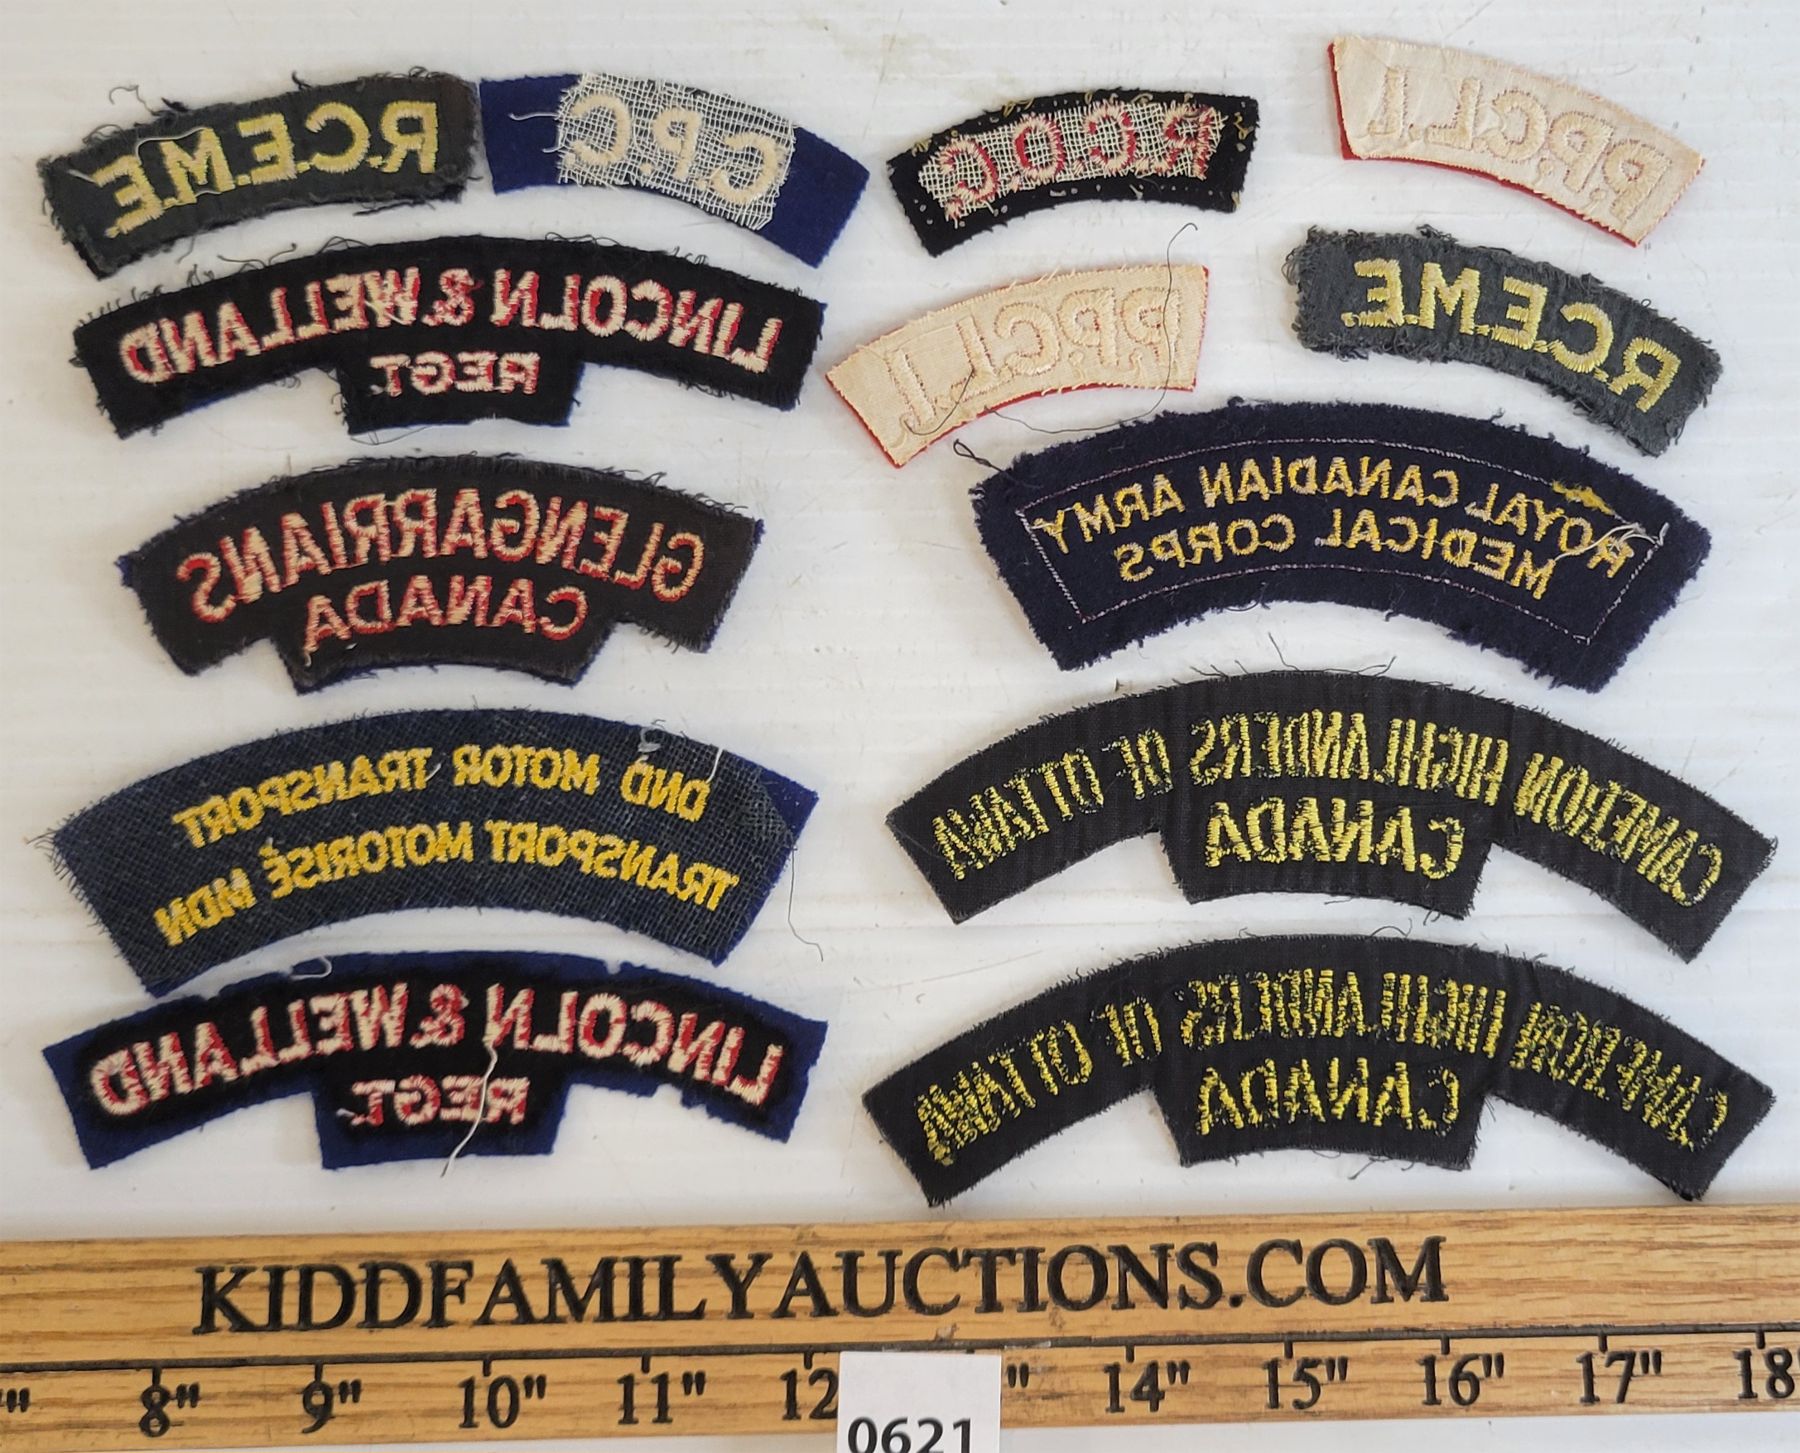 R.C.E.M.E.
C.P.C.
R.C.O.C.
P.P.C.L.I.
LINCOLN & WELLAND
REGT.
P.P.C.L.I.
R.C.E.M.E.
GLENGARRIANS
CANADA
ROYAL CANADIAN ARMY
MEDICAL CORPS
DND MOTOR TRANSPORT
TRANSPORT MOTORISÉ MDN
CAMERON HIGHLANDERS OF OTTAWA
CANADA
LINCOLN & WELLAND
REGT.
CAMERON HIGHLANDERS OF OTTAWA
CANADA
KIDDFAMILYAUCTIONS.COM
8" 9" 10" 11" 12 " 14" 15" 16" 17" 18
0621